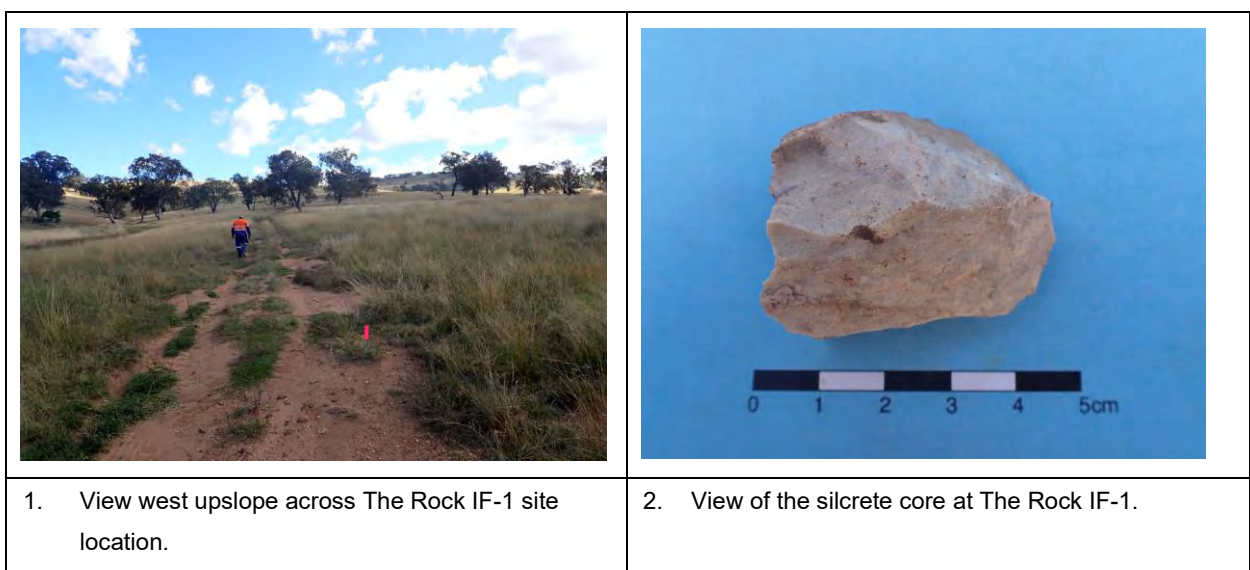 0 1 2 3 4 5cm
1. View west upslope across The Rock IF-1 site
location.
2. View of the silcrete core at The Rock IF-1.